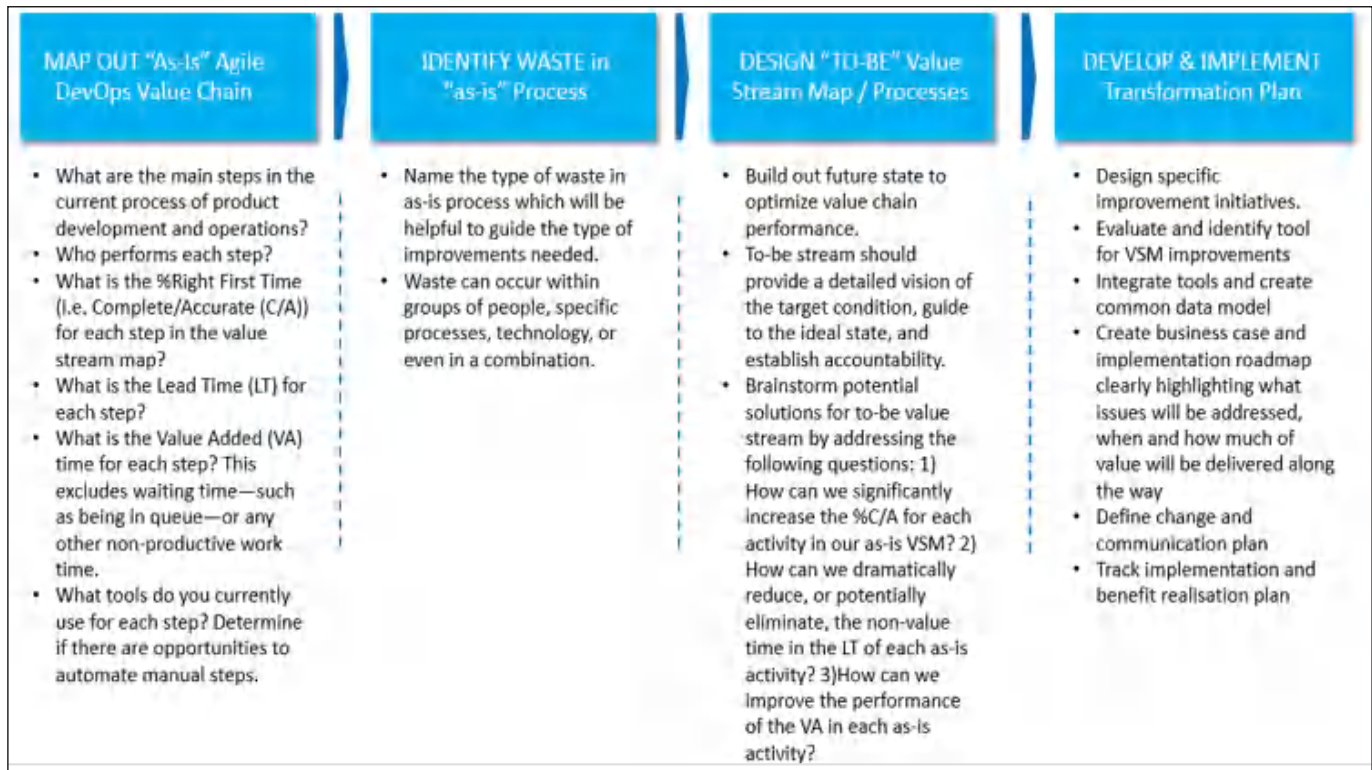 MAP OUT "As-Is" Agile
DevOps Value Chain
IDENTIFY WASTE in
"as-is" Process
DESIGN "TO-BE" Value
Stream Map / Processes
DEVELOP & IMPLEMENT
Transformation Plan
• What are the main steps in the
current process of product
development and operations?
• Who performs each step?
• What is the %Right First Time
(I.e. Complete/Accurate (C/A))
for each step in the value
stream map?
• What is the Lead Time (LT) for
each step?
• What is the Value Added (VA)
time for each step? This
excludes waiting time—such
as being in queue—or any
other non-productive work
time.
• What tools do you currently
use for each step? Determine
if there are opportunities to
automate manual steps.
• Name the type of waste in
as-is process which will be
helpful to guide the type of
improvements needed.
• Waste can occur within
groups of people, specific
processes, technology, or
even in a combination.
• Build out future state to
optimize value chain
performance.
• To-be stream should
provide a detailed vision of
the target condition, guide
to the ideal state, and
establish accountability.
• Brainstorm potential
solutions for to-be value
stream by addressing the
following questions: 1)
How can we significantly
increase the %C/A for each
activity in our as-is VSM? 2)
How can we dramatically
reduce, or potentially
eliminate, the non-value
time in the LT of each as-is
activity? 3)How can we
improve the performance
of the VA in each as-is
activity?
• Design specific
improvement initiatives.
• Evaluate and identify tool
for VSM improvements
• Integrate tools and create
common data model
• Create business case and
implementation roadmap
clearly highlighting what
issues will be addressed,
when and how much of
value will be delivered along
the way
• Define change and
communication plan
• Track implementation and
benefit realisation plan